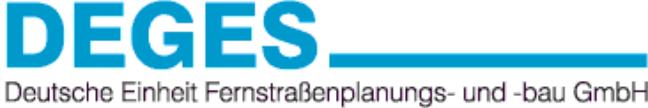 DEGES
Deutsche Einheit Fernstraßenplanungs- und -bau GmbH